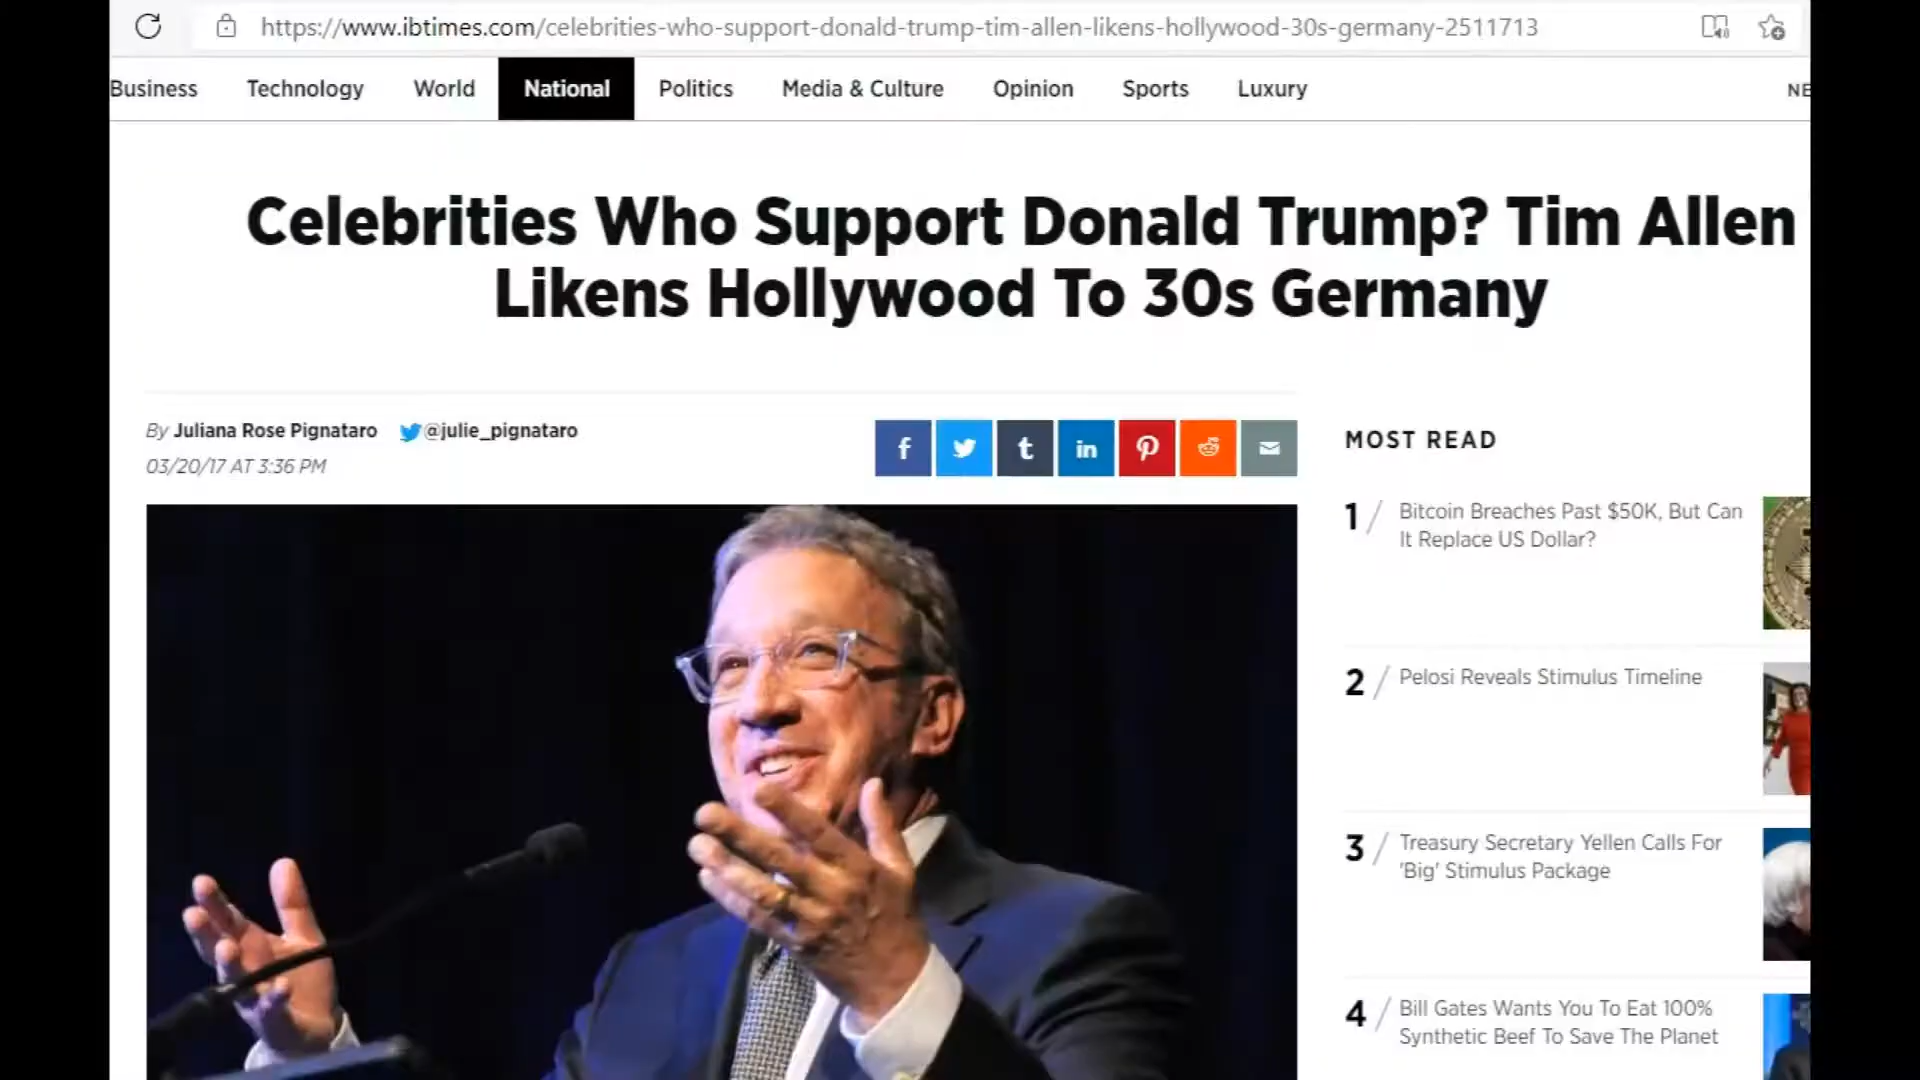 https://www.ibtimes.com/celebrities-who-support-donald-trump-tim-allen-likens-hollywood-30s-germany-2511713
Business Technology World National Politics Media & Culture Opinion Sports Luxury NE
Celebrities Who Support Donald Trump? Tim Allen
Likens Hollywood To 30s Germany
By Juliana Rose Pignataro @julie_pignataro
03/20/17 AT 3:36 PM
f t in
MOST READ
1 / Bitcoin Breaches Past $50K, But Can
It Replace US Dollar?
2 / Pelosi Reveals Stimulus Timeline
3 / Treasury Secretary Yellen Calls For
'Big' Stimulus Package
4 / Bill Gates Wants You To Eat 100%
Synthetic Beef To Save The Planet